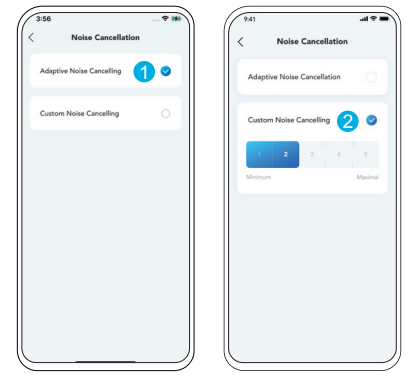 3:56
Noise Cancellation
Adaptive Noise Cancelling
1
Custom Noise Cancelling
9:41
Noise Cancellation
Adaptive Noise Cancellation
Custom Noise Cancelling
2
1 2 3 4 5
Minimum Maximal